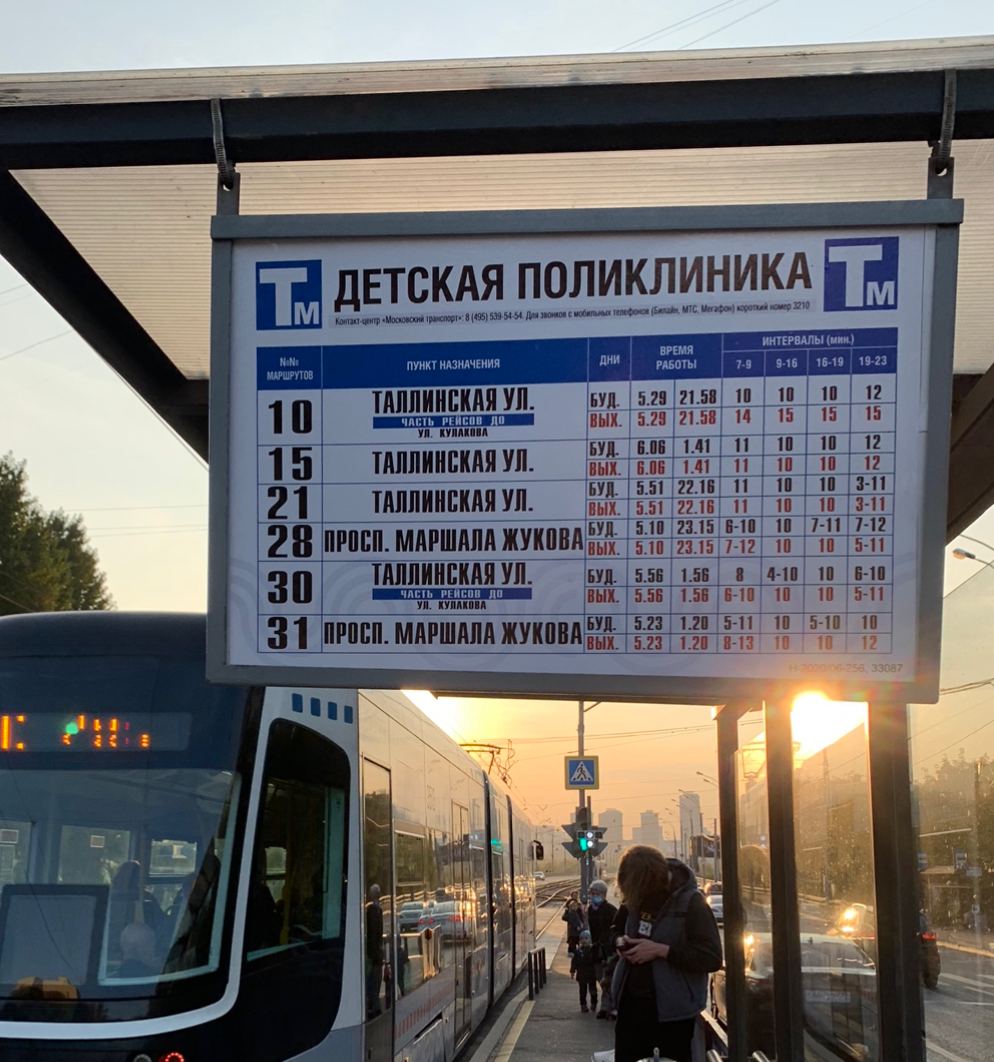 Тм ДЕТСКАЯ ПОЛИКЛИНИКА Тм
Контакт-центр «Московский транспорт»: 8 (495) 539-54-54. Для звонков с мобильных телефонов (Билайн, МТС, Мегафон) короткий номер 3210
№№ МАРШРУТОВ ПУНКТ НАЗНАЧЕНИЯ ДНИ ВРЕМЯ РАБОТЫ ИНТЕРВАЛЫ (мин.)
7-9 9-16 16-19 19-23
10 ТАЛЛИНСКАЯ УЛ. БУД. 5.29 21.58 10 10 10 12
ЧАСТЬ РЕЙСОВ ДО ВЫХ. 5.29 21.58 14 15 15 15
УЛ. КУЛАКОВА
15 ТАЛЛИНСКАЯ УЛ. БУД. 6.06 1.41 11 10 10 12
ВЫХ. 6.06 1.41 11 10 10 12
21 ТАЛЛИНСКАЯ УЛ. БУД. 5.51 22.16 11 10 10 3-11
ВЫХ. 5.51 22.16 11 10 10 3-11
28 ПРОСП. МАРШАЛА ЖУКОВА БУД. 5.10 23.15 6-10 10 7-11 7-12
ВЫХ. 5.10 23.15 7-12 10 10 5-11
30 ТАЛЛИНСКАЯ УЛ. БУД. 5.56 1.56 8 4-10 10 6-10
ЧАСТЬ РЕЙСОВ ДО ВЫХ. 5.56 1.56 6-10 10 10 5-11
УЛ. КУЛАКОВА
31 ПРОСП. МАРШАЛА ЖУКОВА БУД. 5.23 1.20 5-11 10 5-10 10
ВЫХ. 5.23 1.20 8-13 10 10 12
Н-2020/06-256, 33087